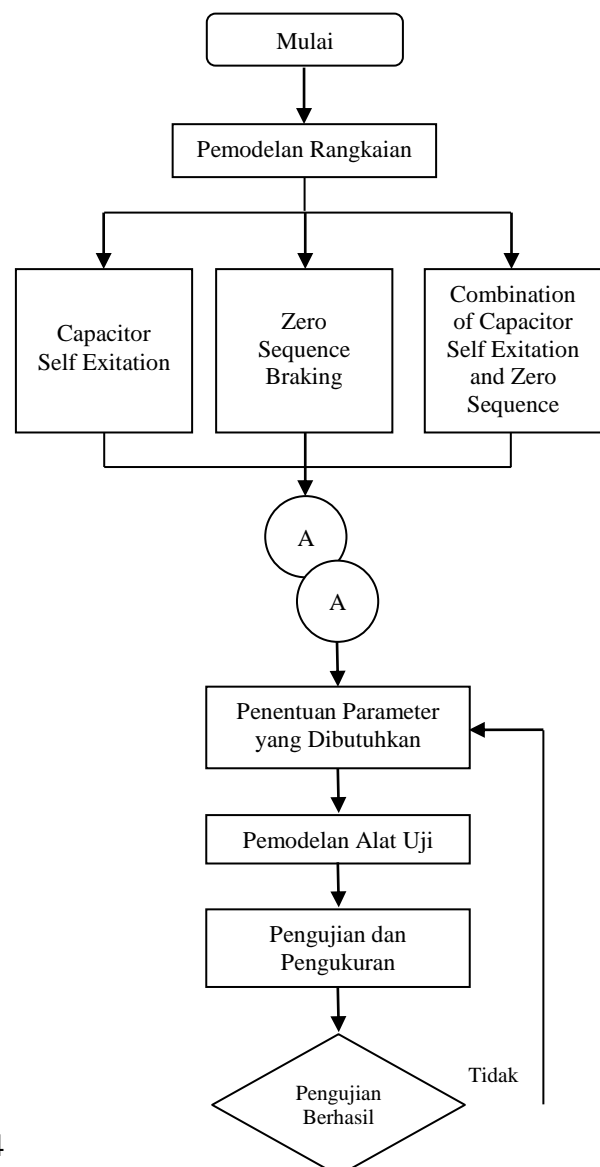 Mulai
Pemodelan Rangkaian
Capacitor
Self Exitation
Zero
Sequence
Braking
Combination
of Capacitor
Self Exitation
and Zero
Sequence
A
A
Penentuan Parameter
yang Dibutuhkan
Pemodelan Alat Uji
Pengujian dan
Pengukuran
Pengujian
Berhasil
Tidak